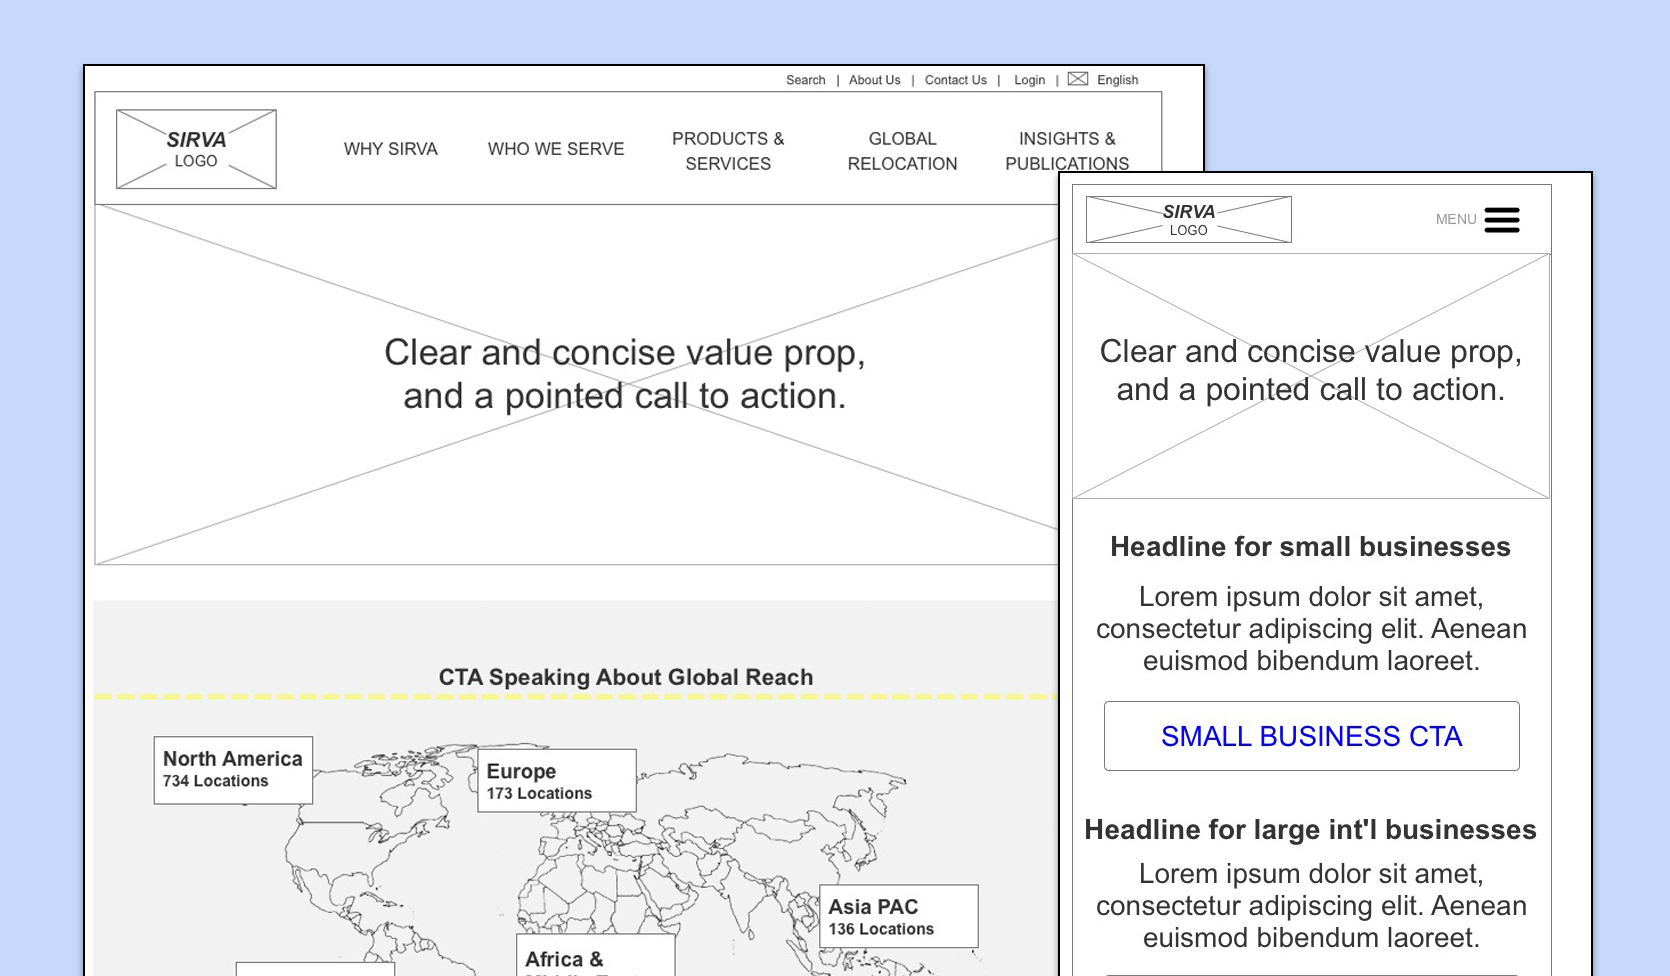 Search | About Us | Contact Us | Login | English
SIRVA
LOGO
WHY SIRVA
WHO WE SERVE
PRODUCTS &
SERVICES
GLOBAL
RELOCATION
INSIGHTS &
PUBLICATIONS
Clear and concise value prop,
and a pointed call to action.
CTA Speaking About Global Reach
North America
734 Locations
Europe
173 Locations
Asia PAC
136 Locations
Africa &
SIRVA
LOGO
MENU
Clear and concise value prop,
and a pointed call to action.
Headline for small businesses
Lorem ipsum dolor sit amet,
consectetur adipiscing elit. Aenean
euismod bibendum laoreet.
SMALL BUSINESS CTA
Headline for large int'l businesses
Lorem ipsum dolor sit amet,
consectetur adipiscing elit. Aenean
euismod bibendum laoreet.